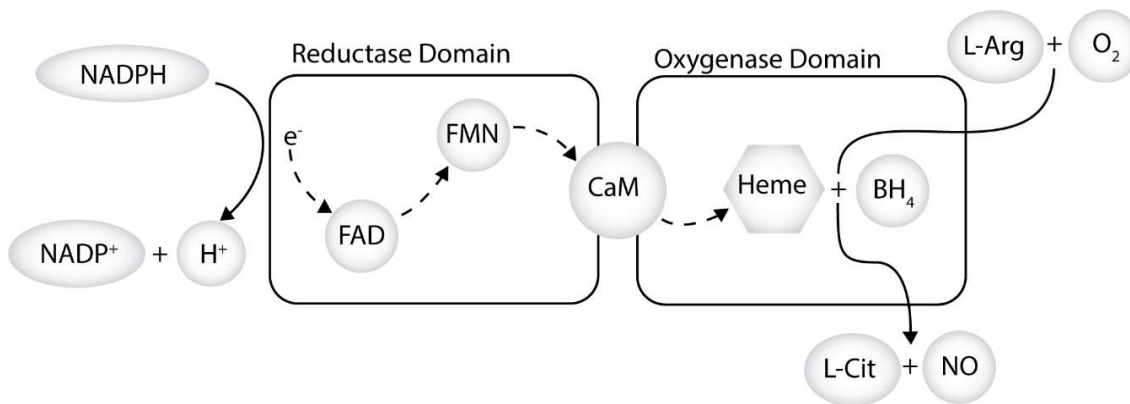 NADPH
NADP⁺ + H⁺
Reductase Domain
e⁻
FAD
FMN
CaM
Oxygenase Domain
Heme + BH₄
L-Arg + O₂
L-Cit + NO